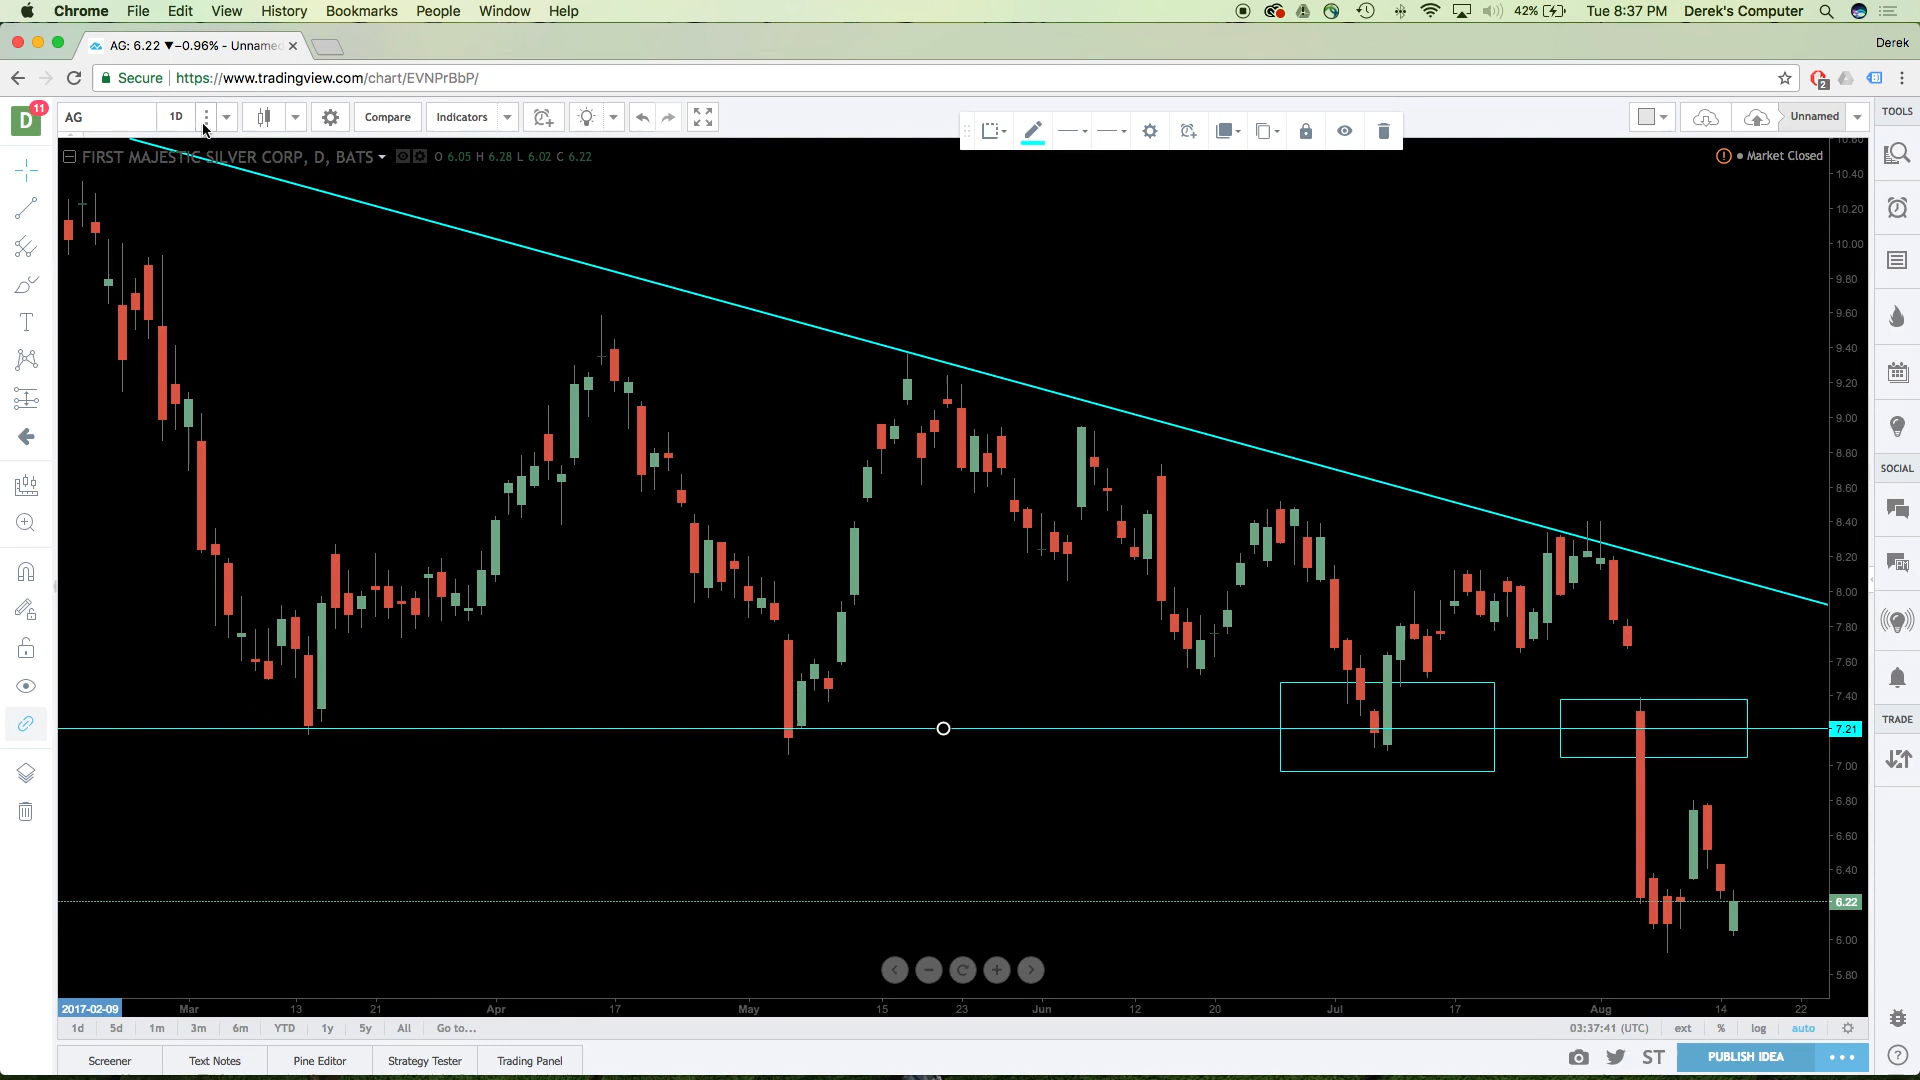 Chrome File Edit View History Bookmarks People Window Help
42% Tue 8:37 PM Derek's Computer
AG: 6.22 ▼−0.96% - Unname
Derek
Secure https://www.tradingview.com/chart/EVNPrBbP/
2
D 11
AG 1D Compare Indicators Unnamed TOOLS
FIRST MAJESTIC SILVER CORP, D, BATS O 6.05 H 6.28 L 6.02 C 6.22
Market Closed
10.60
10.40
10.20
10.00
9.80
9.60
9.40
9.20
9.00
8.80
8.60
8.40
8.20
8.00
7.80
7.60
7.40
7.21
7.00
6.80
6.60
6.40
6.22
6.00
5.80
SOCIAL
TRADE
2017-02-09 Mar 13 21 Apr 17 May 15 23 Jun 12 20 Jul 17 Aug 14 22
1d 5d 1m 3m 6m YTD 1y 5y All Go to... 03:37:41 (UTC) ext % log auto
Screener Text Notes Pine Editor Strategy Tester Trading Panel ST PUBLISH IDEA